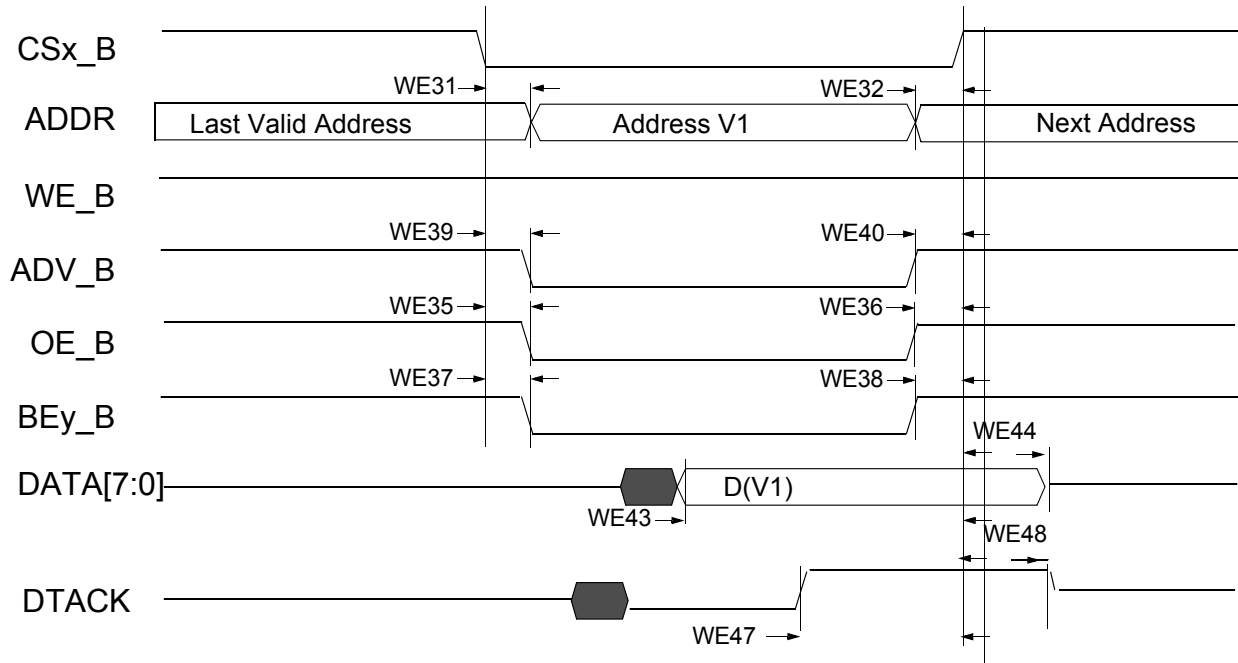 CSx_B
WE31
WE32
ADDR
Last Valid Address
Address V1
Next Address
WE_B
WE39
WE40
ADV_B
WE35
WE36
OE_B
WE37
WE38
BEy_B
WE44
DATA[7:0]
D(V1)
WE43
WE48
DTACK
WE47